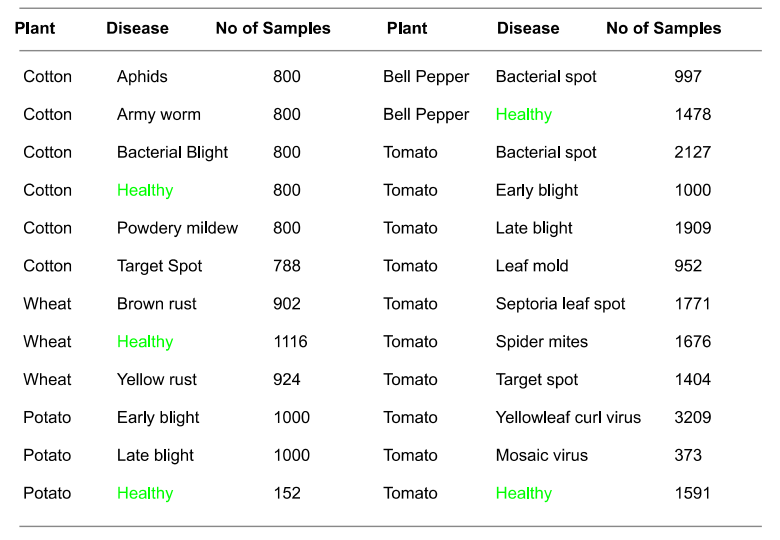 Plant Disease No of Samples Plant Disease No of Samples
Cotton Aphids 800 Bell Pepper Bacterial spot 997
Cotton Army worm 800 Bell Pepper Healthy 1478
Cotton Bacterial Blight 800 Tomato Bacterial spot 2127
Cotton Healthy 800 Tomato Early blight 1000
Cotton Powdery mildew 800 Tomato Late blight 1909
Cotton Target Spot 788 Tomato Leaf mold 952
Wheat Brown rust 902 Tomato Septoria leaf spot 1771
Wheat Healthy 1116 Tomato Spider mites 1676
Wheat Yellow rust 924 Tomato Target spot 1404
Potato Early blight 1000 Tomato Yellowleaf curl virus 3209
Potato Late blight 1000 Tomato Mosaic virus 373
Potato Healthy 152 Tomato Healthy 1591